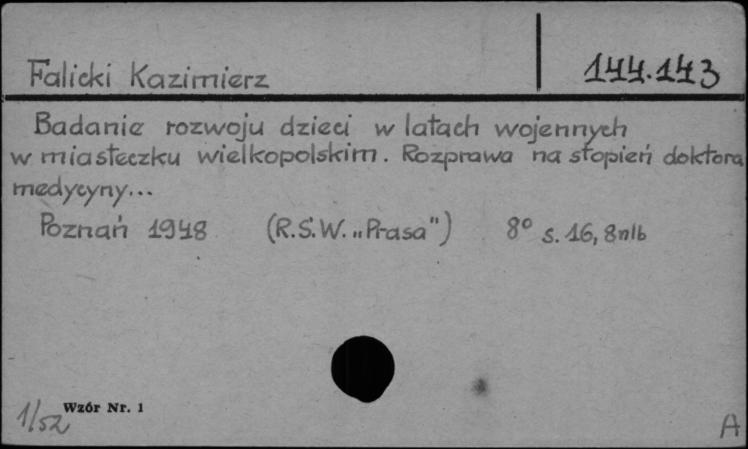 Falicki Kazimierz
144.143
Badanie rozwoju dzieci w latach wojennych
w miasteczku wielkopolskim. Rozprawa na stopień doktora
medycyny...
Poznań 1948 (R.S.W. „Prasa") 8° s. 16, 8nlb
Wzór Nr. 1
1/52
A